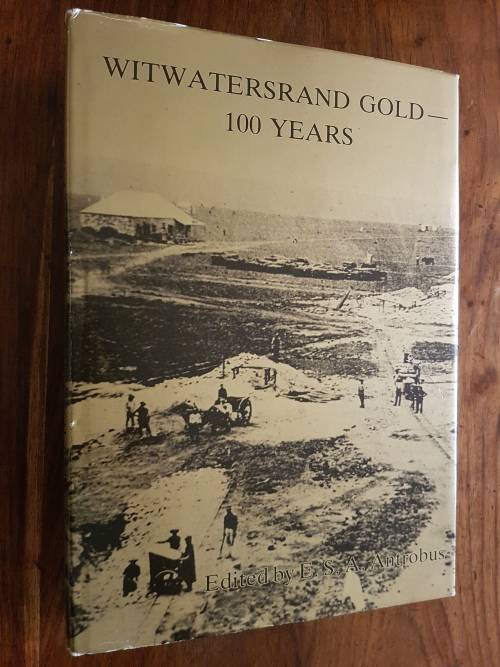 WITWATERSRAND GOLD—
100 YEARS
Edited by E. S. A. Antrobus